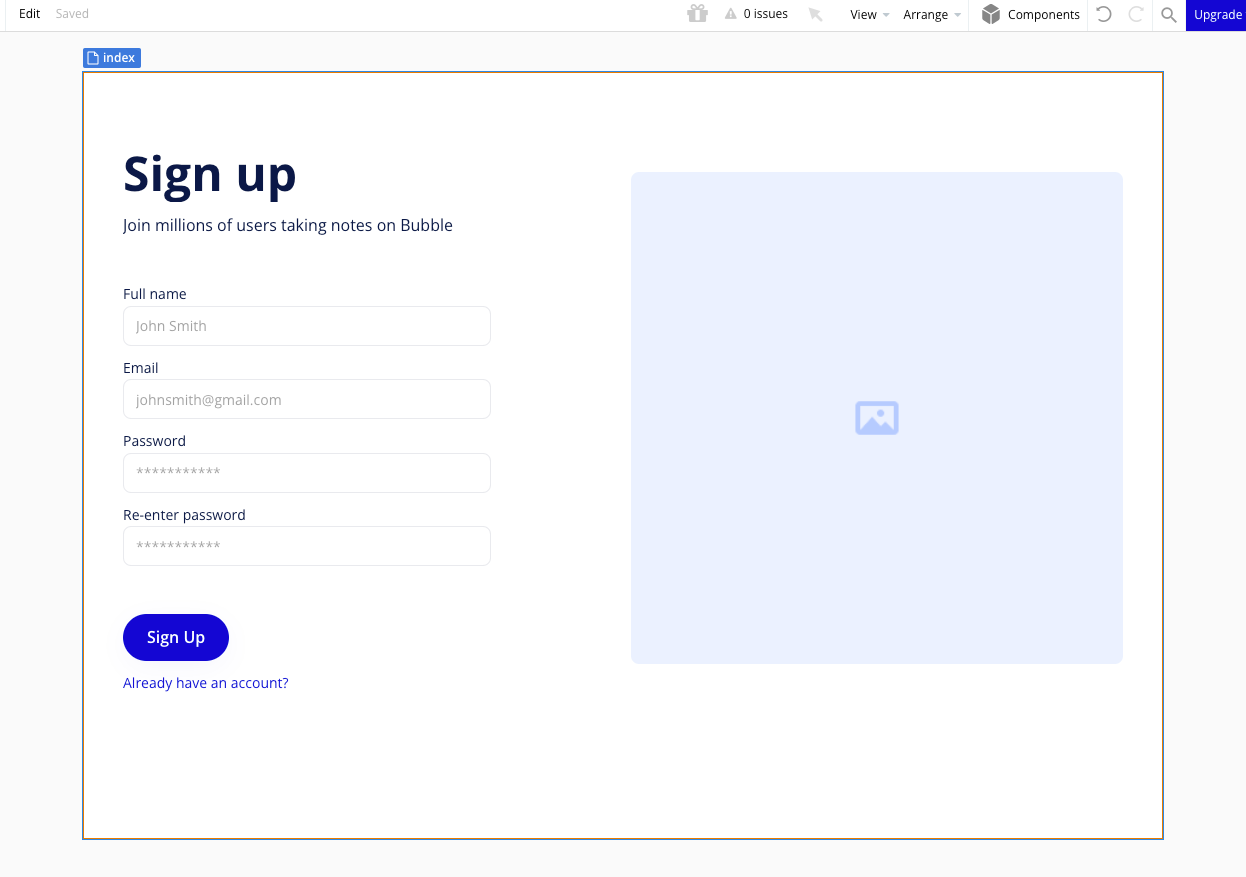 Edit Saved 0 issues View Arrange Components Upgrade
index
Sign up
Join millions of users taking notes on Bubble
Full name
John Smith
Email
johnsmith@gmail.com
Password
***********
Re-enter password
***********
Sign Up
Already have an account?